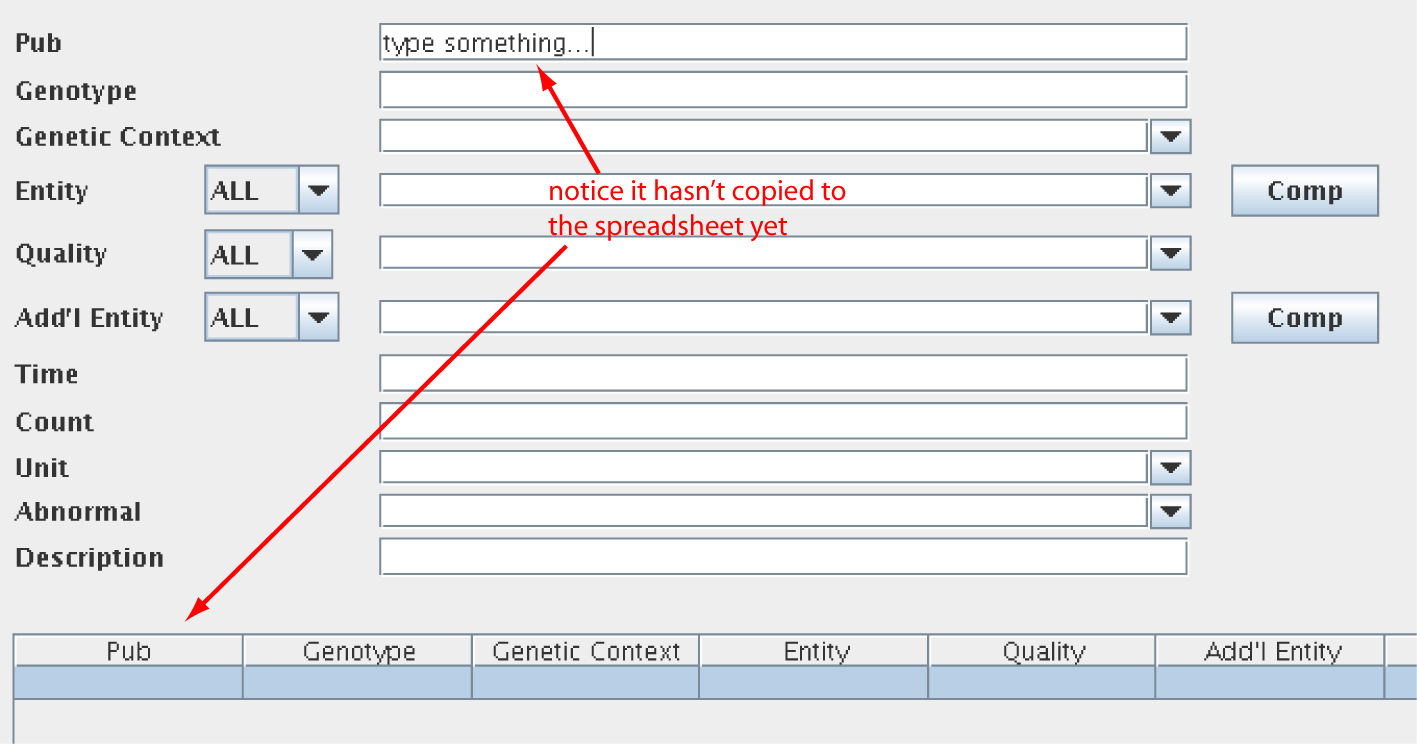 Pub type something...
Genotype
Genetic Context
Entity ALL Comp
notice it hasn't copied to
the spreadsheet yet
Quality ALL
Add'l Entity ALL Comp
Time
Count
Unit
Abnormal
Description
Pub Genotype Genetic Context Entity Quality Add'l Entity